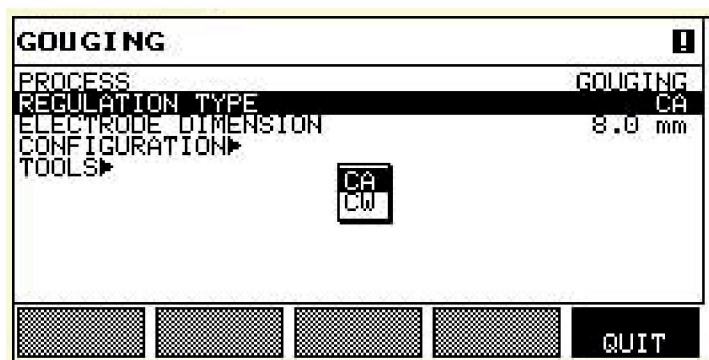 GOUGING !
PROCESS GOUGING
REGULATION TYPE CA
ELECTRODE DIMENSION 8.0 mm
CONFIGURATION▶
TOOLS▶
CA
CW
QUIT